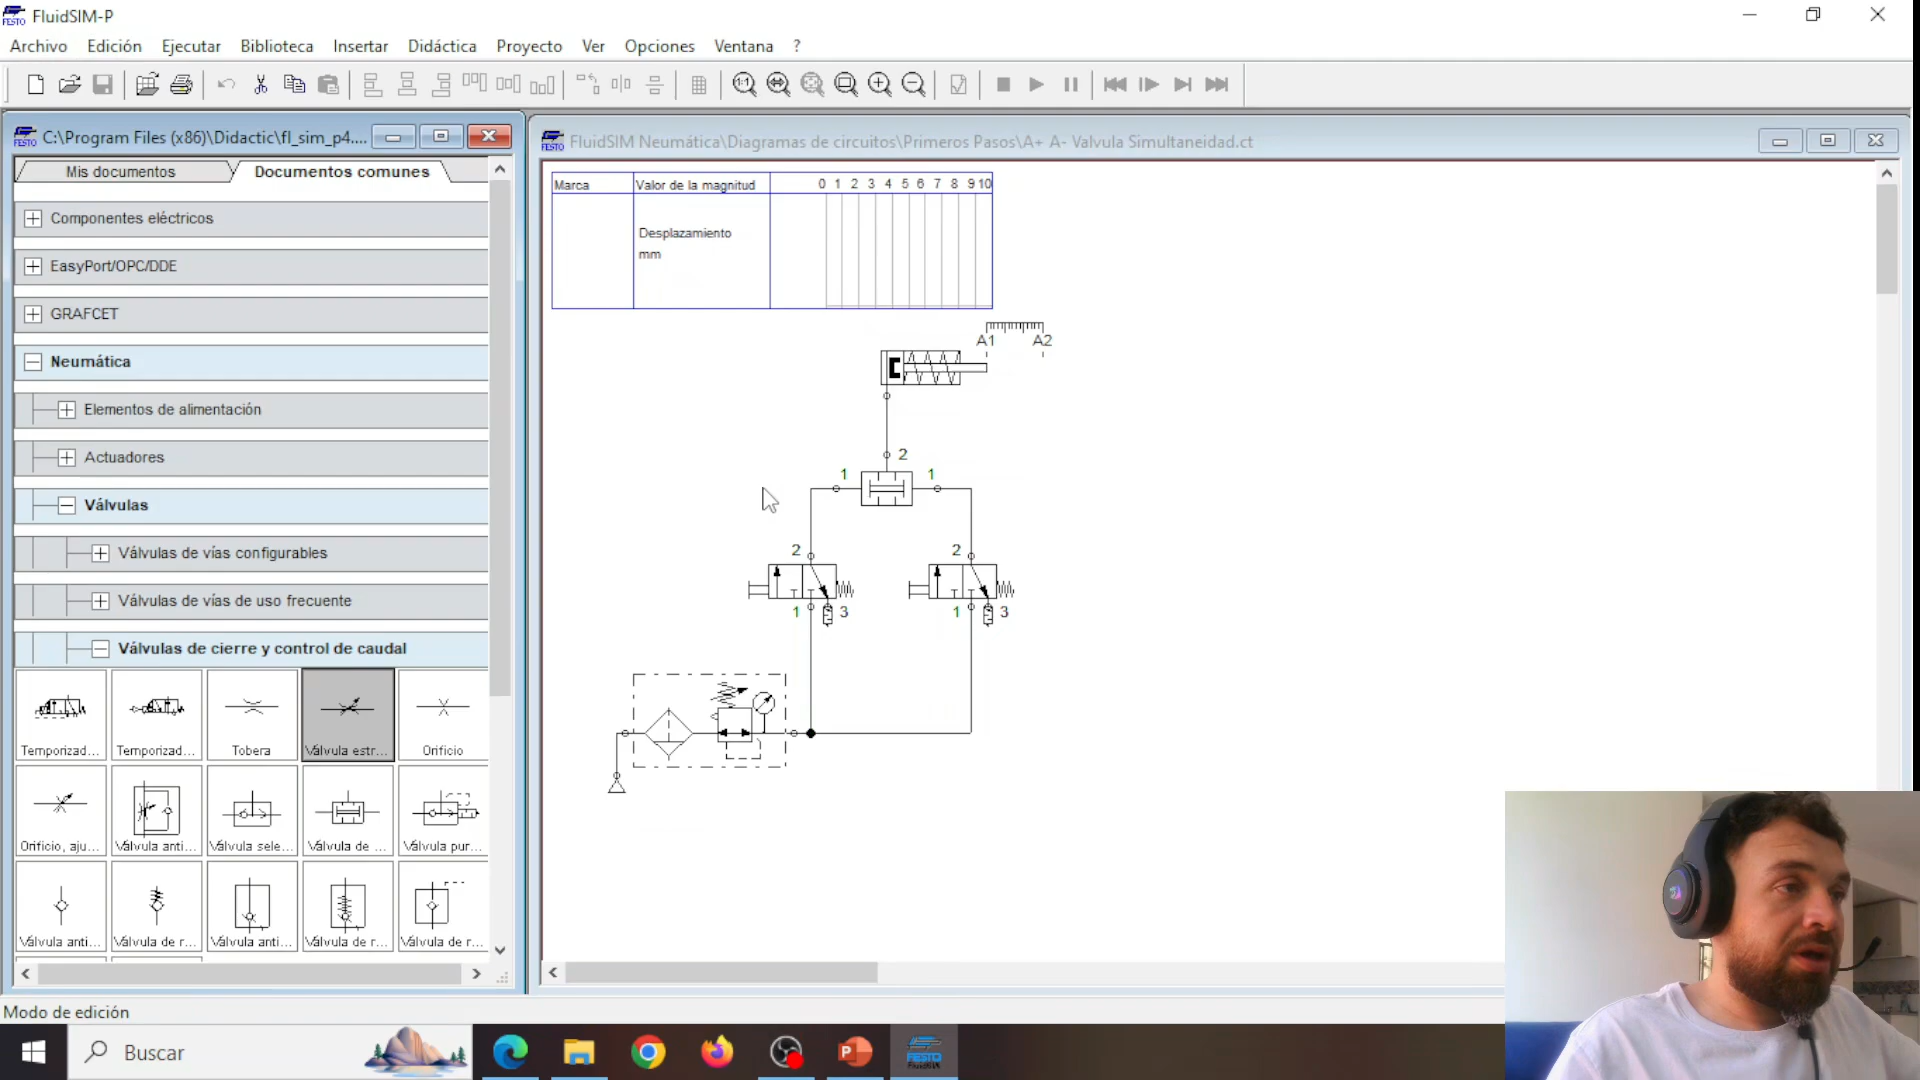 FluidSIM-P
Archivo Edición Ejecutar Biblioteca Insertar Didáctica Proyecto Ver Opciones Ventana ?
1:1
C:\Program Files (x86)\Didactic\fl_sim_p4....
Mis documentos
Documentos comunes
Componentes eléctricos
EasyPort/OPC/DDE
GRAFCET
Neumática
Elementos de alimentación
Actuadores
Válvulas
Válvulas de vías configurables
Válvulas de vías de uso frecuente
Válvulas de cierre y control de caudal
Temporizad... Temporizad... Tobera Válvula estr... Orificio
Orificio, aju... Válvula anti... Válvula sele... Válvula de ... Válvula pur...
Válvula anti... Válvula de r... Válvula anti... Válvula de r... Válvula de r...
FluidSIM Neumática\Diagramas de circuitos\Primeros Pasos\A+ A- Valvula Simultaneidad.ct
Marca Valor de la magnitud 0 1 2 3 4 5 6 7 8 9 10
Desplazamiento
mm
A1 A2
2
1 1
2 2
1 3 1 3
Modo de edición
Buscar
FESTO
FluidSIM